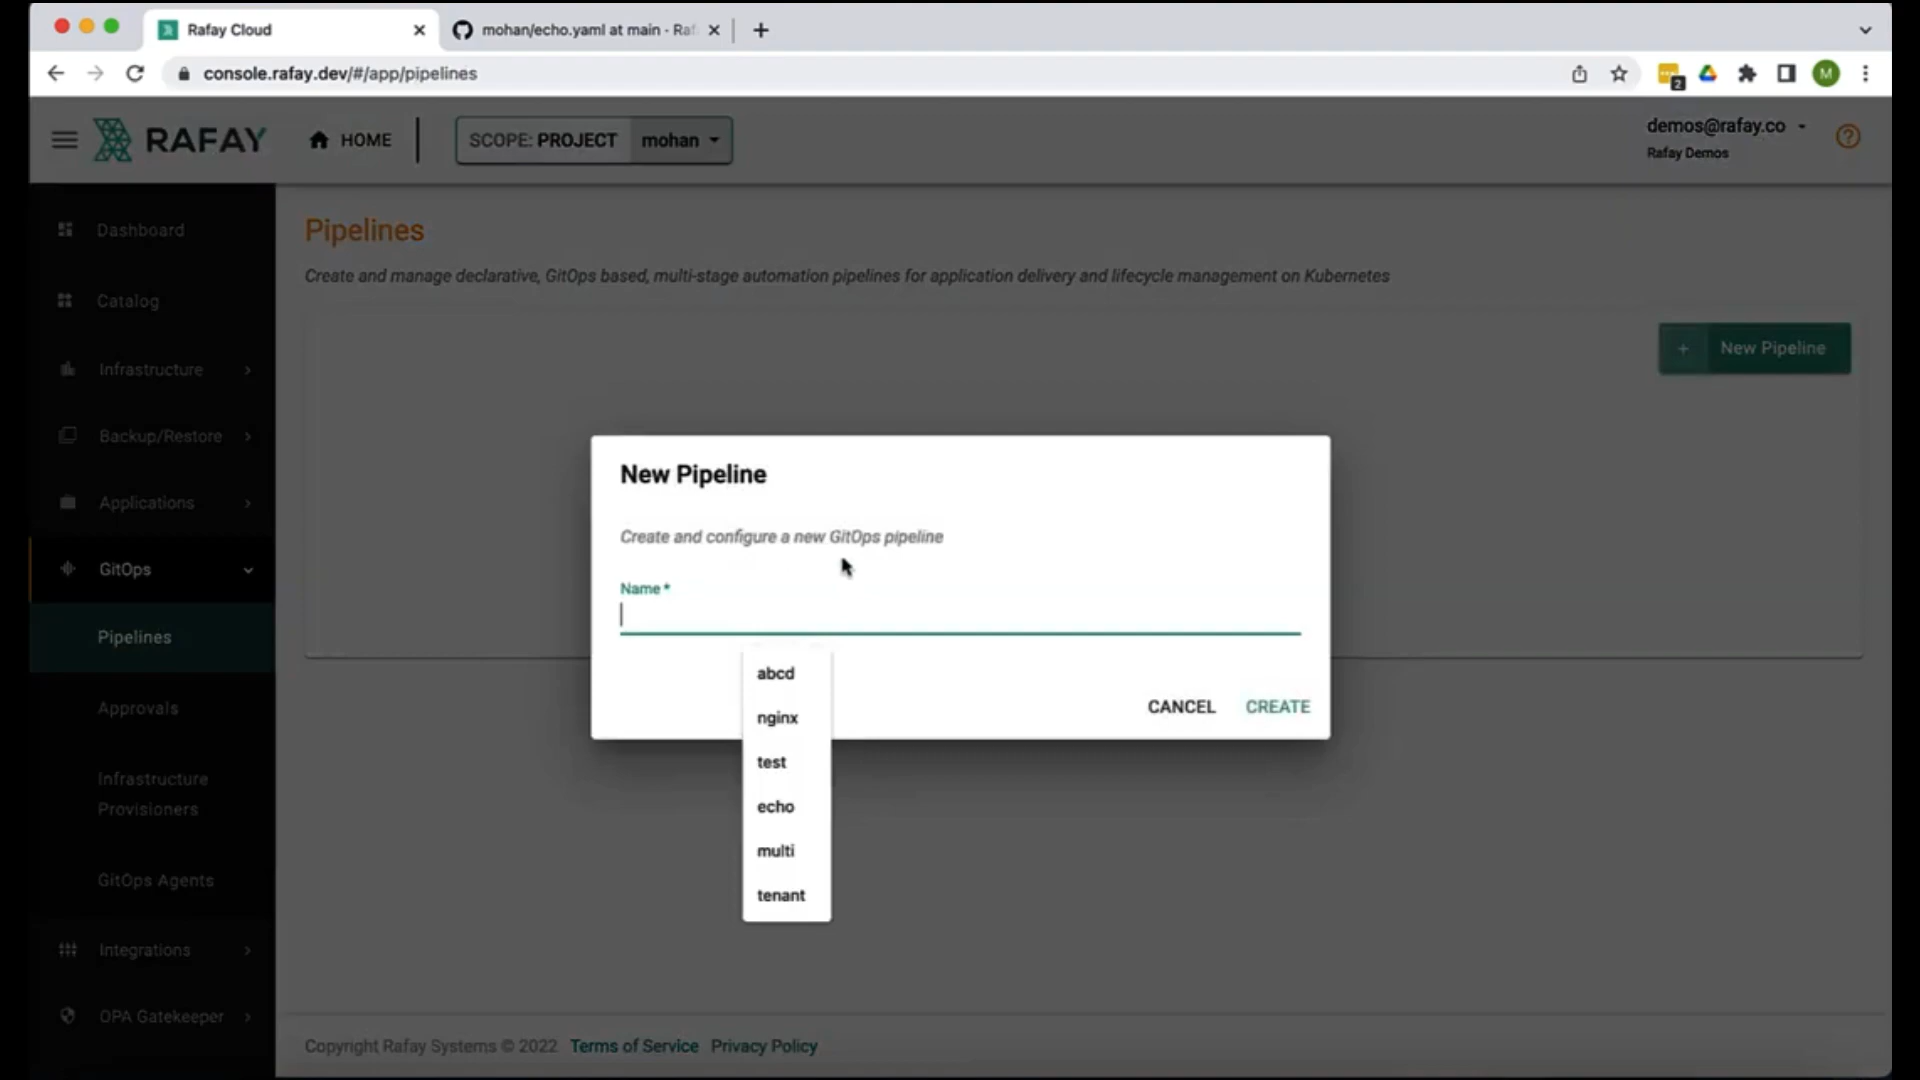 Rafay Cloud
mohan/echo.yaml at main - Raf
console.rafay.dev/#/app/pipelines
2
M
RAFAY
HOME
SCOPE: PROJECT
mohan
demos@rafay.co
Rafay Demos
?
Dashboard
Catalog
Infrastructure
Backup/Restore
Applications
GitOps
Pipelines
Approvals
Infrastructure
Provisioners
GitOps Agents
Integrations
OPA Gatekeeper
Pipelines
Create and manage declarative, GitOps based, multi-stage automation pipelines for application delivery and lifecycle management on Kubernetes
+ New Pipeline
New Pipeline
Create and configure a new GitOps pipeline
Name *
abcd
nginx
test
echo
multi
tenant
CANCEL
CREATE
Copyright Rafay Systems © 2022 Terms of Service Privacy Policy